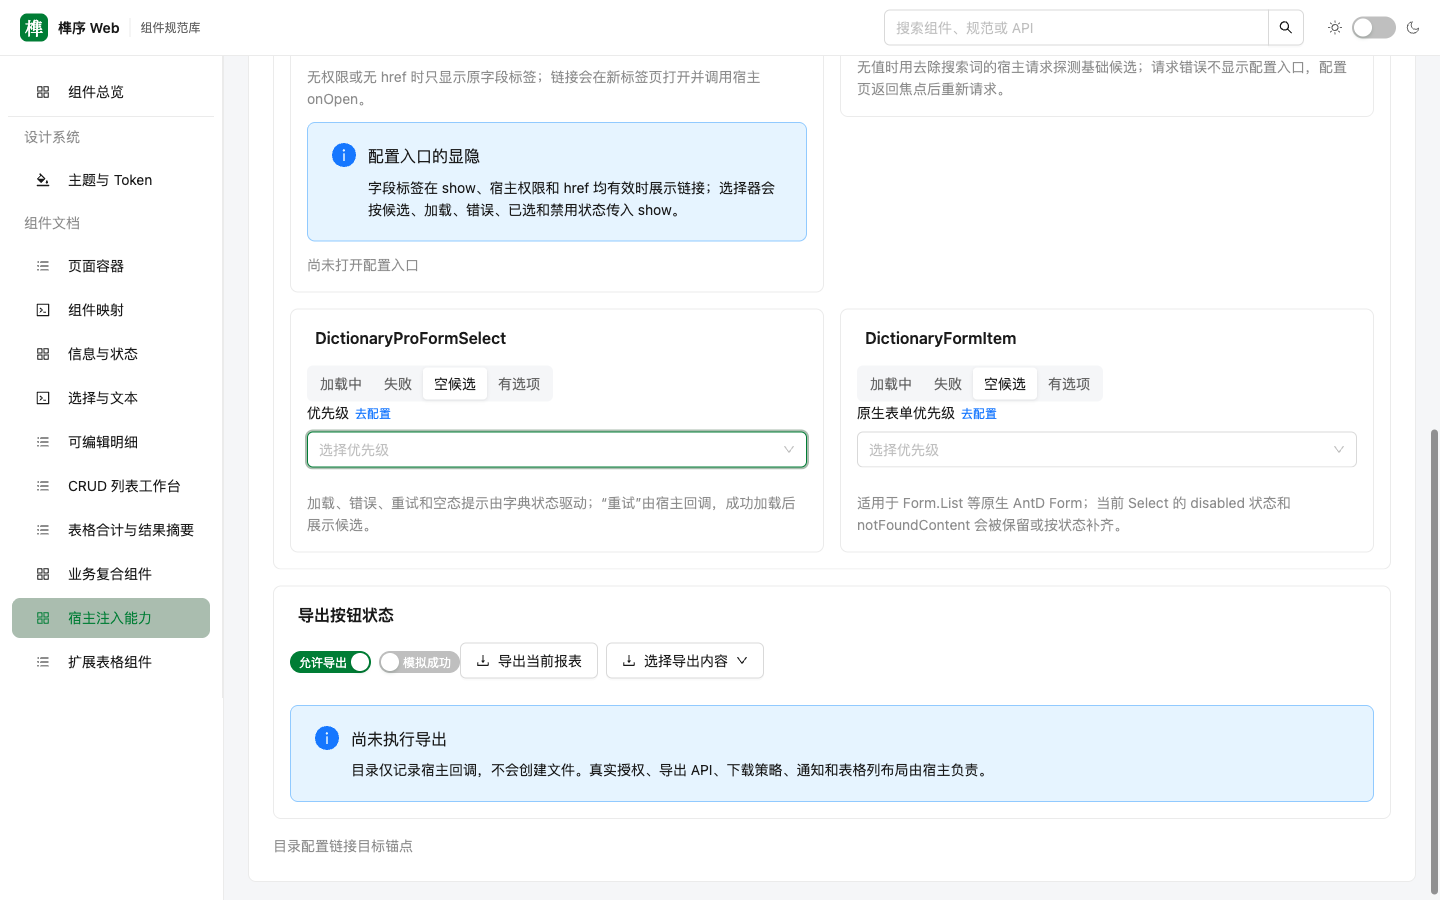 榫
榫序 Web
组件规范库
搜索组件、规范或 API
组件总览
设计系统
主题与 Token
组件文档
页面容器
组件映射
信息与状态
选择与文本
可编辑明细
CRUD 列表工作台
表格合计与结果摘要
业务复合组件
宿主注入能力
扩展表格组件
无权限或无 href 时只显示原字段标签；链接会在新标签页打开并调用宿主
onOpen。
配置入口的显隐
字段标签在 show、宿主权限和 href 均有效时展示链接；选择器会
按候选、加载、错误、已选和禁用状态传入 show。
尚未打开配置入口
无值时用去除搜索词的宿主请求探测基础候选；请求错误不显示配置入口，配置
页返回焦点后重新请求。
DictionaryProFormSelect
加载中 失败 空候选 有选项
优先级 去配置
选择优先级
加载、错误、重试和空态提示由字典状态驱动；“重试”由宿主回调，成功加载后
展示候选。
DictionaryFormItem
加载中 失败 空候选 有选项
原生表单优先级 去配置
选择优先级
适用于 Form.List 等原生 AntD Form；当前 Select 的 disabled 状态和
notFoundContent 会被保留或按状态补齐。
导出按钮状态
允许导出 模拟成功 导出当前报表 选择导出内容
尚未执行导出
目录仅记录宿主回调，不会创建文件。真实授权、导出 API、下载策略、通知和表格列布局由宿主负责。
目录配置链接目标锚点